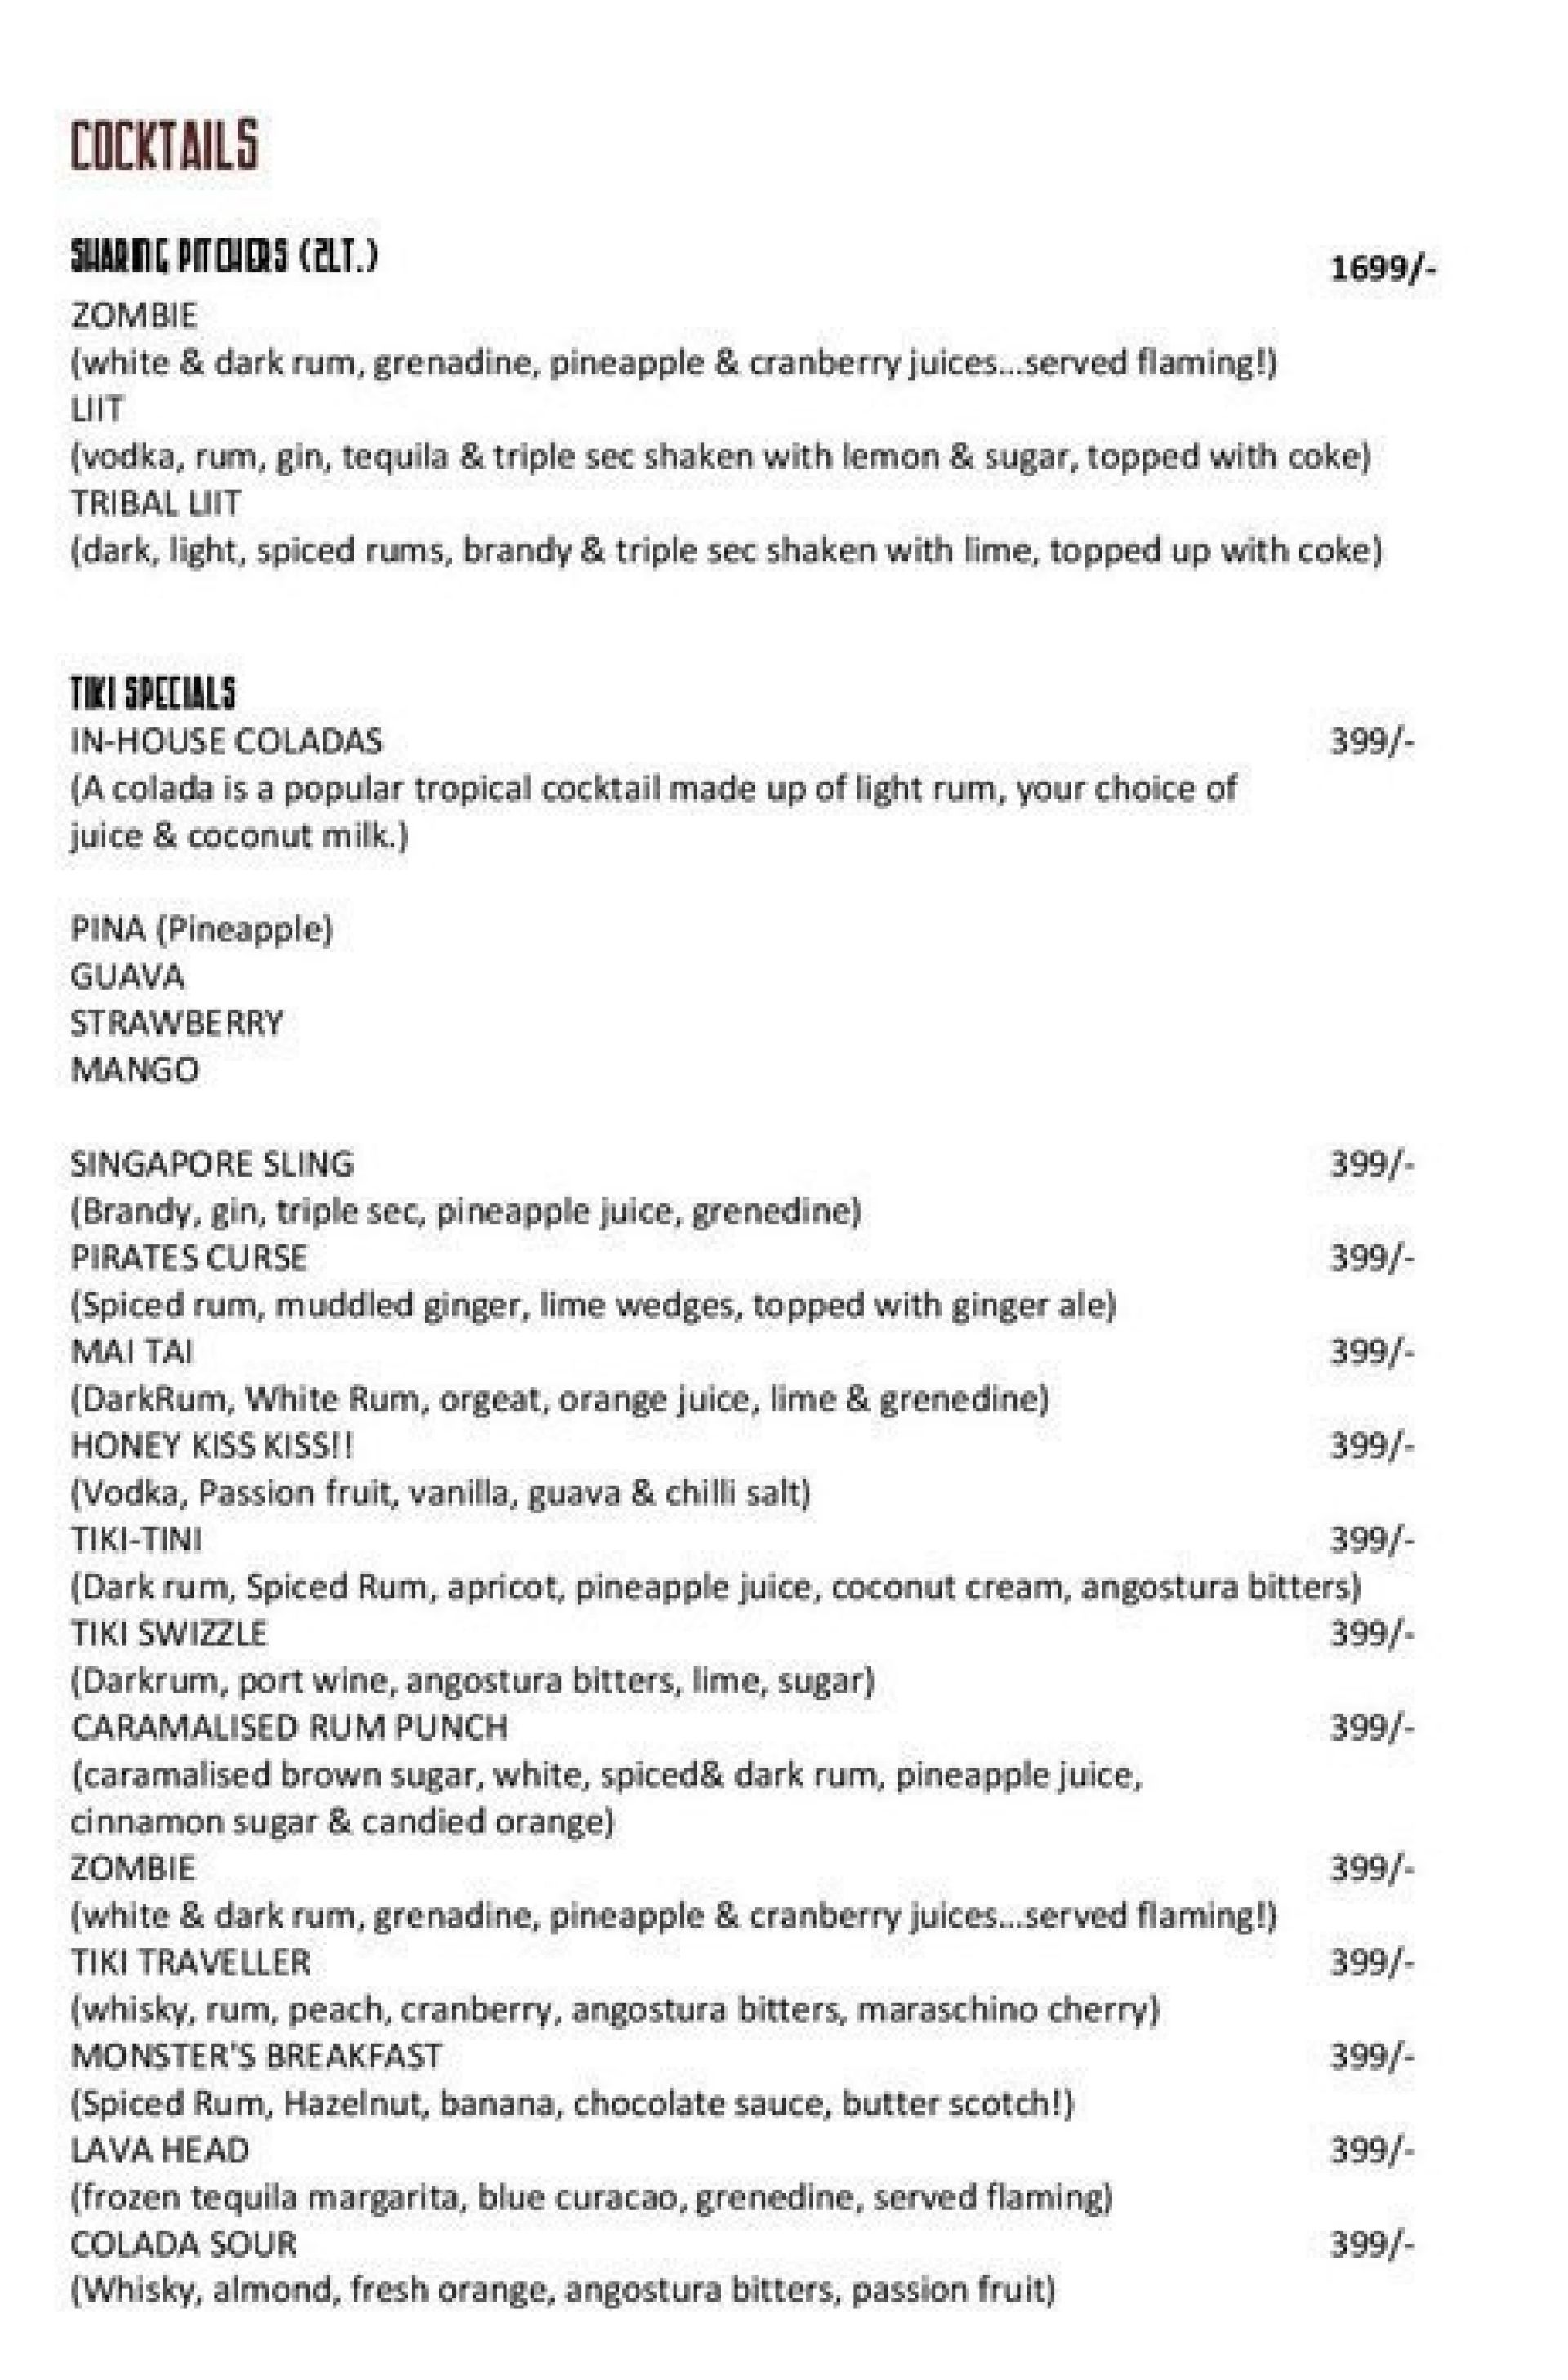 COCKTAILS
SHARING PITCHERS (2LT.) 1699/-
ZOMBIE
(white & dark rum, grenadine, pineapple & cranberry juices...served flaming!)
LIIT
(vodka, rum, gin, tequila & triple sec shaken with lemon & sugar, topped with coke)
TRIBAL LIIT
(dark, light, spiced rums, brandy & triple sec shaken with lime, topped up with coke)
TIKI SPECIALS
IN-HOUSE COLADAS 399/-
(A colada is a popular tropical cocktail made up of light rum, your choice of
juice & coconut milk.)
PINA (Pineapple)
GUAVA
STRAWBERRY
MANGO
SINGAPORE SLING 399/-
(Brandy, gin, triple sec, pineapple juice, grenedine)
PIRATES CURSE 399/-
(Spiced rum, muddled ginger, lime wedges, topped with ginger ale)
MAI TAI 399/-
(DarkRum, White Rum, orgeat, orange juice, lime & grenedine)
HONEY KISS KISS!! 399/-
(Vodka, Passion fruit, vanilla, guava & chilli salt)
TIKI-TINI 399/-
(Dark rum, Spiced Rum, apricot, pineapple juice, coconut cream, angostura bitters)
TIKI SWIZZLE 399/-
(Darkrum, port wine, angostura bitters, lime, sugar)
CARAMALISED RUM PUNCH 399/-
(caramalised brown sugar, white, spiced& dark rum, pineapple juice,
cinnamon sugar & candied orange)
ZOMBIE 399/-
(white & dark rum, grenadine, pineapple & cranberry juices...served flaming!)
TIKI TRAVELLER 399/-
(whisky, rum, peach, cranberry, angostura bitters, maraschino cherry)
MONSTER'S BREAKFAST 399/-
(Spiced Rum, Hazelnut, banana, chocolate sauce, butter scotch!)
LAVA HEAD 399/-
(frozen tequila margarita, blue curacao, grenedine, served flaming)
COLADA SOUR 399/-
(Whisky, almond, fresh orange, angostura bitters, passion fruit)